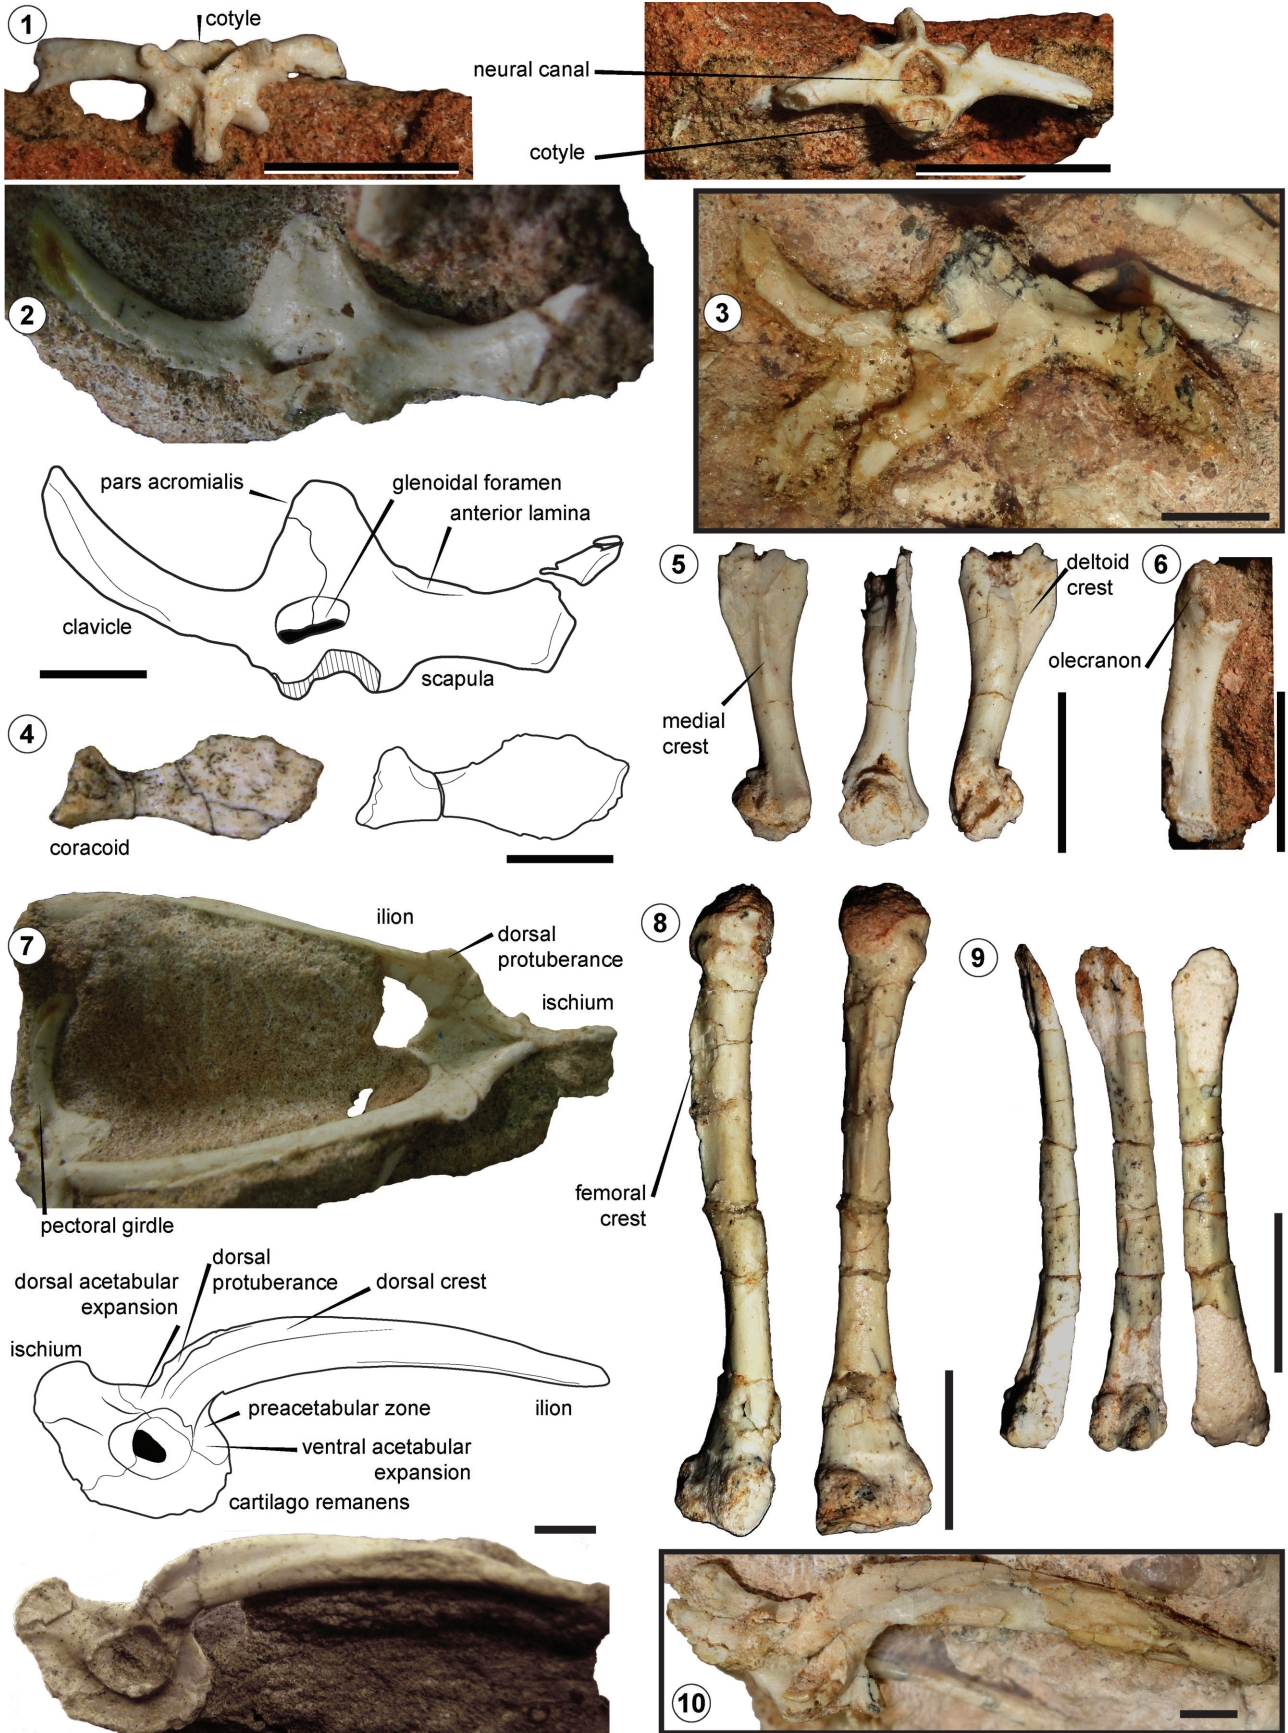 1
cotyle
neural canal
cotyle
2
3
pars acromialis
glenoidal foramen
anterior lamina
clavicle
scapula
4
coracoid
5
deltoid
crest
medial
crest
6
olecranon
7
ilion
dorsal
protuberance
ischium
pectoral girdle
dorsal
protuberance
dorsal acetabular
expansion
dorsal crest
ischium
preacetabular zone
ilion
ventral acetabular
expansion
cartilago remanens
8
femoral
crest
9
10